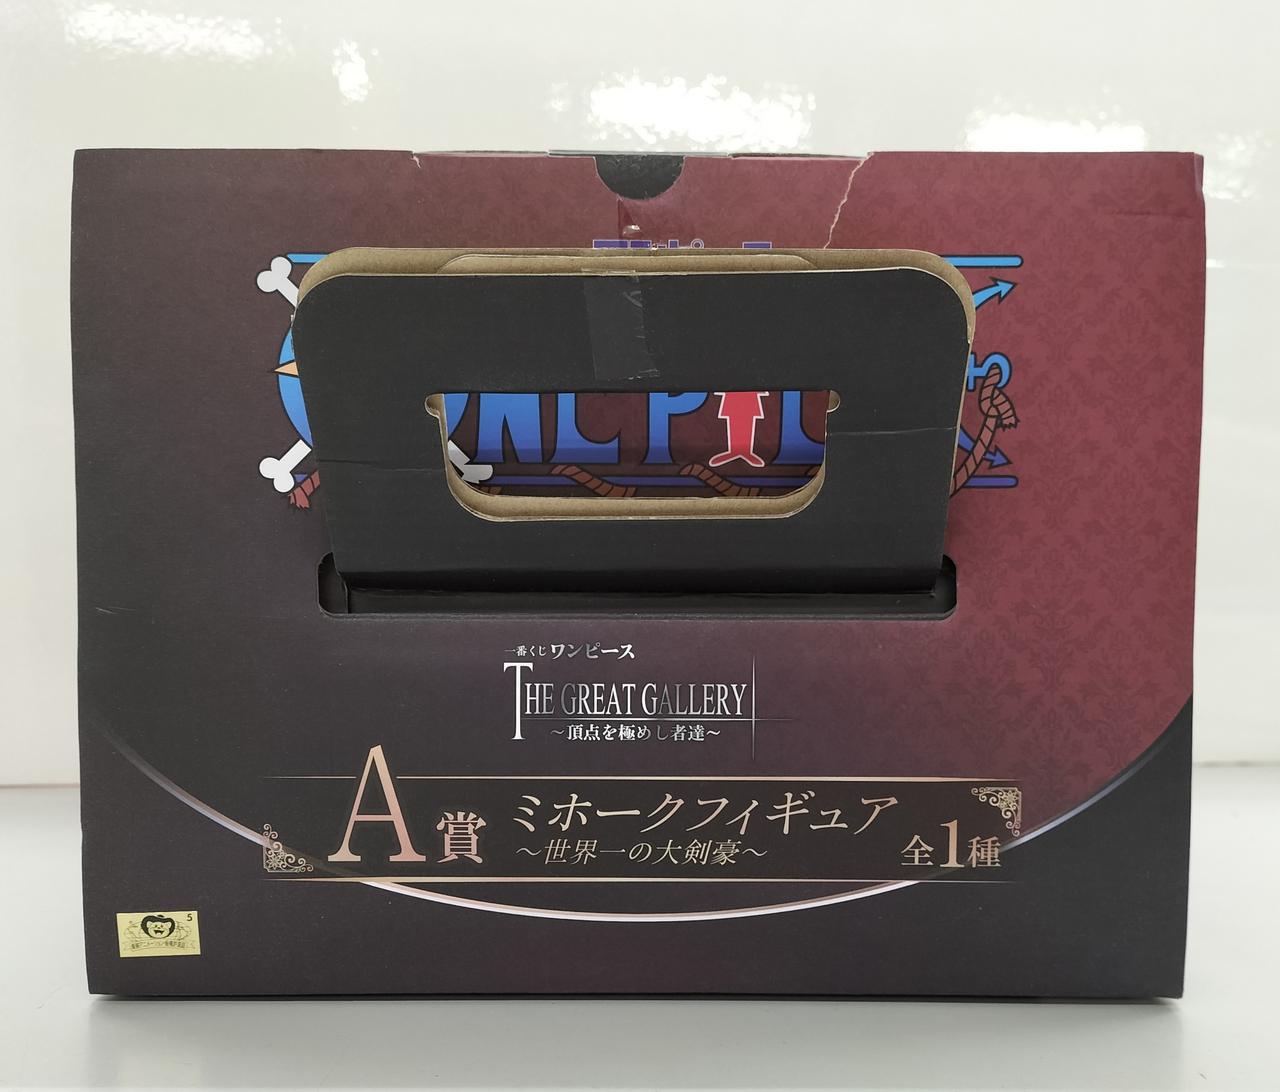 一番くじ ワンピース
THE GREAT GALLERY
～頂点を極めし者達～
A賞 ミホークフィギュア
～世界一の大剣豪～
全1種
5